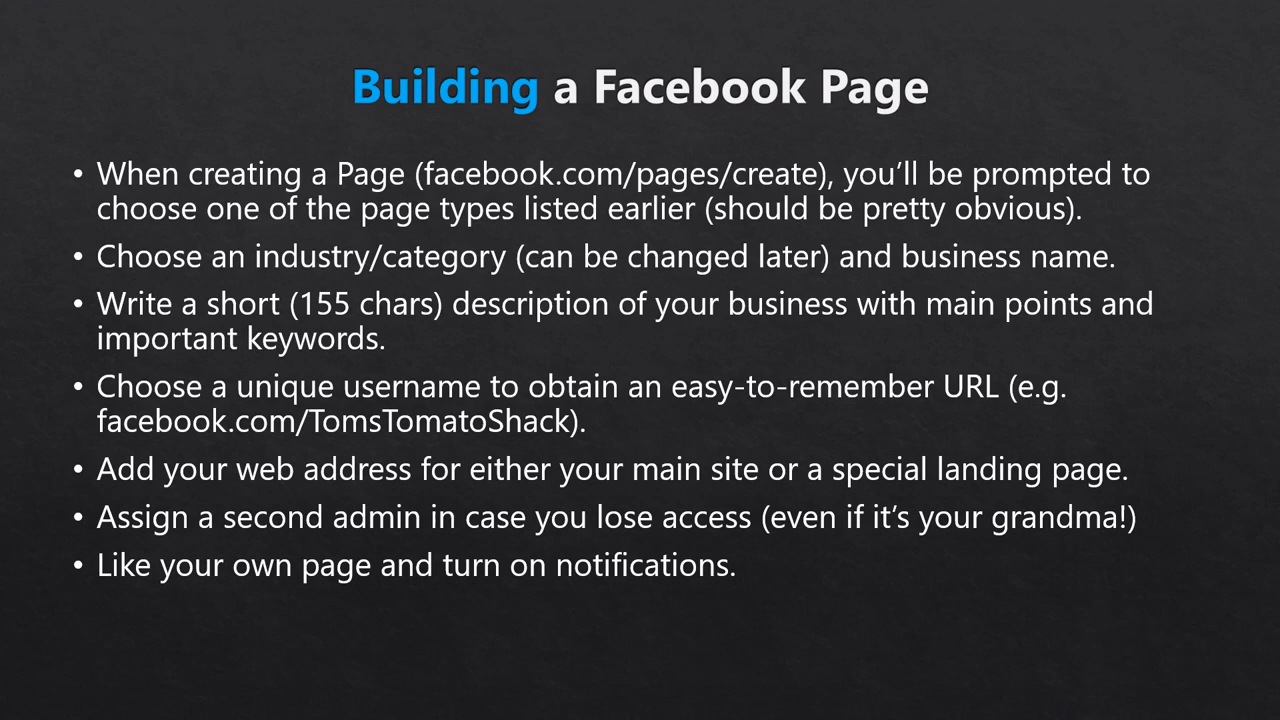 Building a Facebook Page
• When creating a Page (facebook.com/pages/create), you’ll be prompted to
choose one of the page types listed earlier (should be pretty obvious).
• Choose an industry/category (can be changed later) and business name.
• Write a short (155 chars) description of your business with main points and
important keywords.
• Choose a unique username to obtain an easy-to-remember URL (e.g.
facebook.com/TomsTomatoShack).
• Add your web address for either your main site or a special landing page.
• Assign a second admin in case you lose access (even if it’s your grandma!)
• Like your own page and turn on notifications.